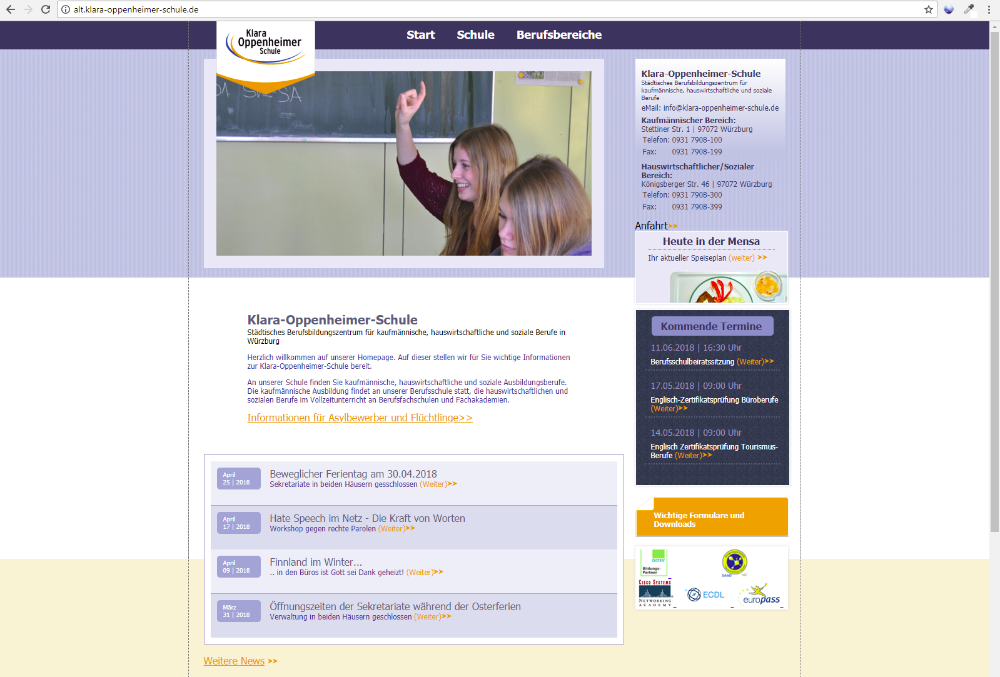 alt.klara-oppenheimer-schule.de
Klara
Oppenheimer
Schule
Start
Schule
Berufsbereiche
Klara-Oppenheimer-Schule
Städtisches Berufsbildungszentrum für
kaufmännische, hauswirtschaftliche und soziale
Berufe
eMail: info@klara-oppenheimer-schule.de
Kaufmännischer Bereich:
Stettiner Str. 1 | 97072 Würzburg
Telefon: 0931 7908-100
Fax: 0931 7908-199
Hauswirtschaftlicher/Sozialer
Bereich:
Königsberger Str. 46 | 97072 Würzburg
Telefon: 0931 7908-300
Fax: 0931 7908-399
Anfahrt
Heute in der Mensa
Ihr aktueller Speiseplan (weiter)
Klara-Oppenheimer-Schule
Städtisches Berufsbildungszentrum für kaufmännische, hauswirtschaftliche und soziale Berufe in
Würzburg
Herzlich willkommen auf unserer Homepage. Auf dieser stellen wir für Sie wichtige Informationen
zur Klara-Oppenheimer-Schule bereit.
An unserer Schule finden Sie kaufmännische, hauswirtschaftliche und soziale Ausbildungsberufe.
Die kaufmännische Ausbildung findet an unserer Berufsschule statt, die hauswirtschaftlichen und
sozialen Berufe im Vollzeitunterricht an Berufsfachschulen und Fachakademien.
Informationen für Asylbewerber und Flüchtlinge>>
Kommende Termine
11.06.2018 | 16:30 Uhr
Berufsschulbeiratssitzung (Weiter)
17.05.2018 | 09:00 Uhr
Englisch-Zertifikatsprüfung Büroberufe
(Weiter)
14.05.2018 | 09:00 Uhr
Englisch Zertifikatsprüfung Tourismus-
Berufe (Weiter)
April
25 | 2018
Beweglicher Ferientag am 30.04.2018
Sekretariate in beiden Häusern gesschlossen (Weiter)
April
17 | 2018
Hate Speech im Netz - Die Kraft von Worten
Workshop gegen rechte Parolen (Weiter)
April
09 | 2018
Finnland im Winter...
.. in den Büros ist Gott sei Dank geheizt! (Weiter)
März
31 | 2018
Öffnungszeiten der Sekretariate während der Osterferien
Verwaltung in beiden Häusern geschlossen (Weiter)
Weitere News
Wichtige Formulare und
Downloads
DATEV
Bildungs-
Partner
DAAD
CISCO SYSTEMS
NETWORKING
ACADEMY
ECDL
europass